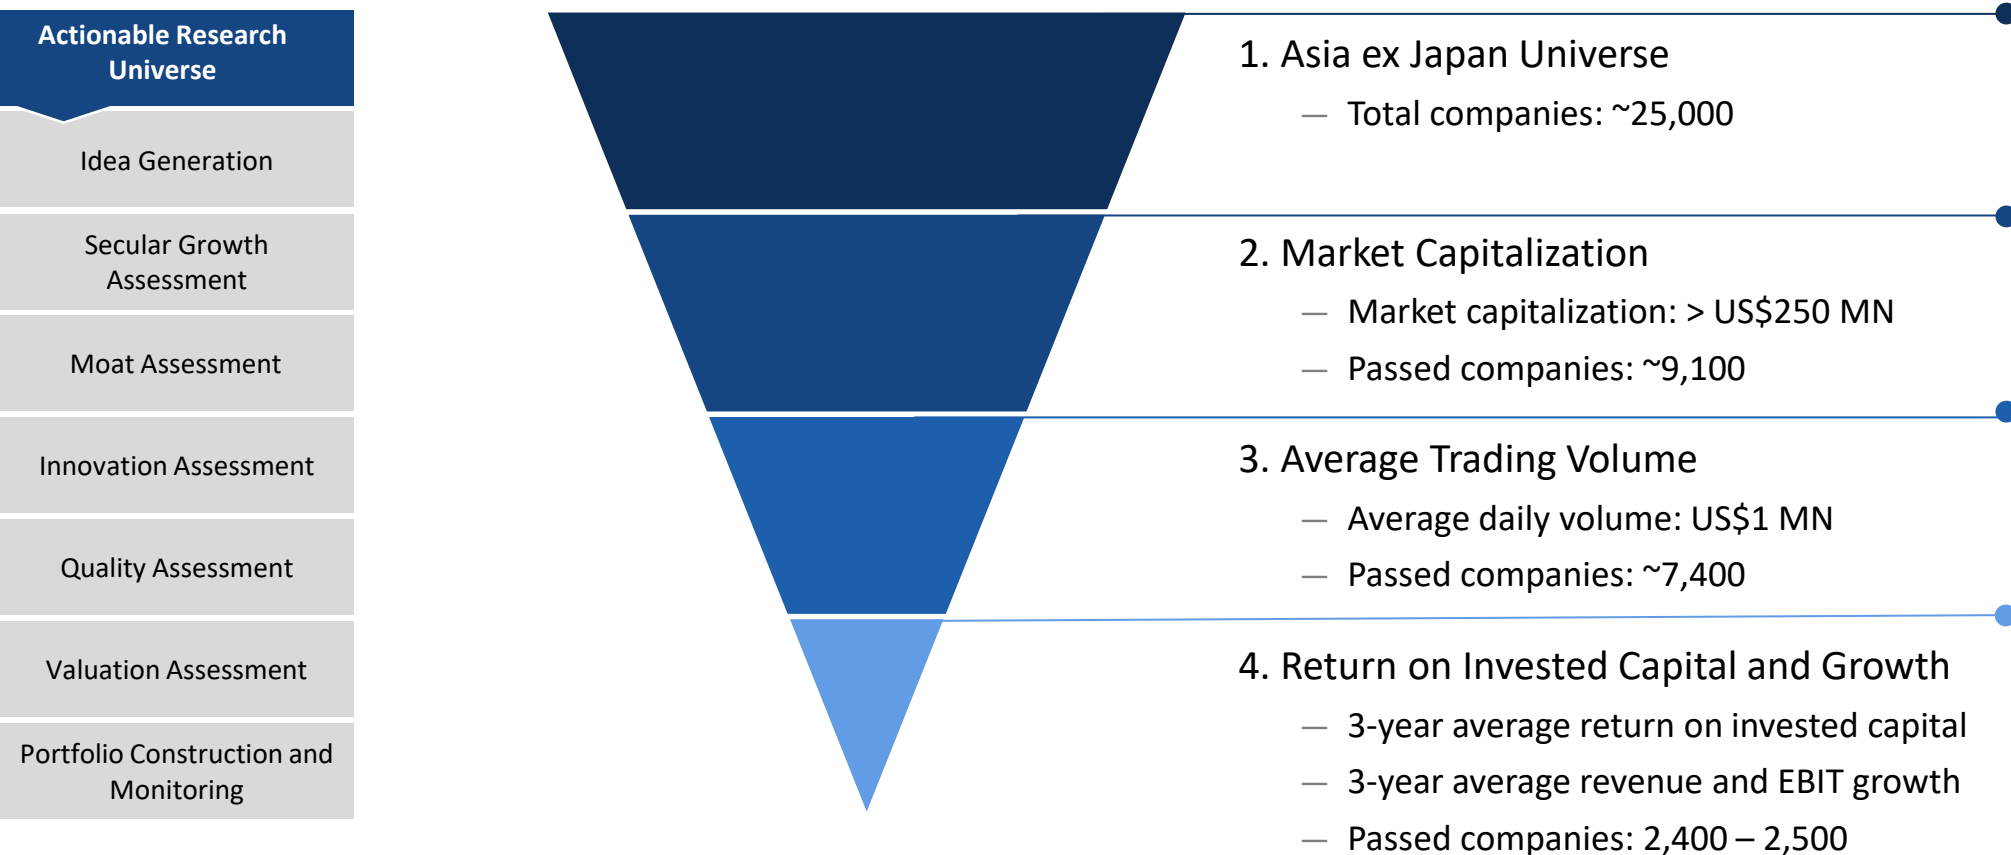 Actionable Research
Universe
Idea Generation
Secular Growth
Assessment
Moat Assessment
Innovation Assessment
Quality Assessment
Valuation Assessment
Portfolio Construction and
Monitoring
1. Asia ex Japan Universe
— Total companies: ~25,000
2. Market Capitalization
— Market capitalization: > US$250 MN
— Passed companies: ~9,100
3. Average Trading Volume
— Average daily volume: US$1 MN
— Passed companies: ~7,400
4. Return on Invested Capital and Growth
— 3-year average return on invested capital
— 3-year average revenue and EBIT growth
— Passed companies: 2,400 – 2,500